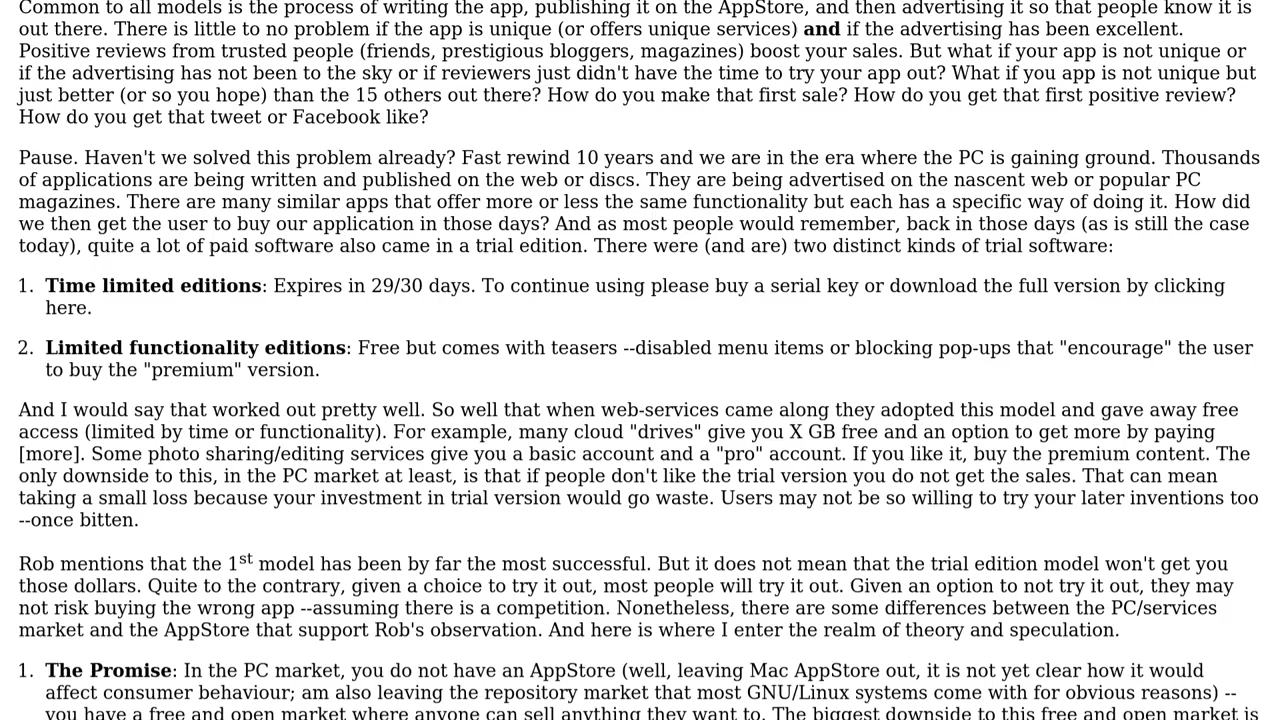 Common to all models is the process of writing the app, publishing it on the AppStore, and then advertising it so that people know it is
out there. There is little to no problem if the app is unique (or offers unique services) and if the advertising has been excellent.
Positive reviews from trusted people (friends, prestigious bloggers, magazines) boost your sales. But what if your app is not unique or
if the advertising has not been to the sky or if reviewers just didn't have the time to try your app out? What if you app is not unique but
just better (or so you hope) than the 15 others out there? How do you make that first sale? How do you get that first positive review?
How do you get that tweet or Facebook like?
Pause. Haven't we solved this problem already? Fast rewind 10 years and we are in the era where the PC is gaining ground. Thousands
of applications are being written and published on the web or discs. They are being advertised on the nascent web or popular PC
magazines. There are many similar apps that offer more or less the same functionality but each has a specific way of doing it. How did
we then get the user to buy our application in those days? And as most people would remember, back in those days (as is still the case
today), quite a lot of paid software also came in a trial edition. There were (and are) two distinct kinds of trial software:
1. Time limited editions: Expires in 29/30 days. To continue using please buy a serial key or download the full version by clicking
here.
2. Limited functionality editions: Free but comes with teasers --disabled menu items or blocking pop-ups that "encourage" the user
to buy the "premium" version.
And I would say that worked out pretty well. So well that when web-services came along they adopted this model and gave away free
access (limited by time or functionality). For example, many cloud "drives" give you X GB free and an option to get more by paying
[more]. Some photo sharing/editing services give you a basic account and a "pro" account. If you like it, buy the premium content. The
only downside to this, in the PC market at least, is that if people don't like the trial version you do not get the sales. That can mean
taking a small loss because your investment in trial version would go waste. Users may not be so willing to try your later inventions too
--once bitten.
Rob mentions that the 1st model has been by far the most successful. But it does not mean that the trial edition model won't get you
those dollars. Quite to the contrary, given a choice to try it out, most people will try it out. Given an option to not try it out, they may
not risk buying the wrong app --assuming there is a competition. Nonetheless, there are some differences between the PC/services
market and the AppStore that support Rob's observation. And here is where I enter the realm of theory and speculation.
1. The Promise: In the PC market, you do not have an AppStore (well, leaving Mac AppStore out, it is not yet clear how it would
affect consumer behaviour; am also leaving the repository market that most GNU/Linux systems come with for obvious reasons) --
you have a free and open market where anyone can sell anything they want to. The biggest downside to this free and open market is